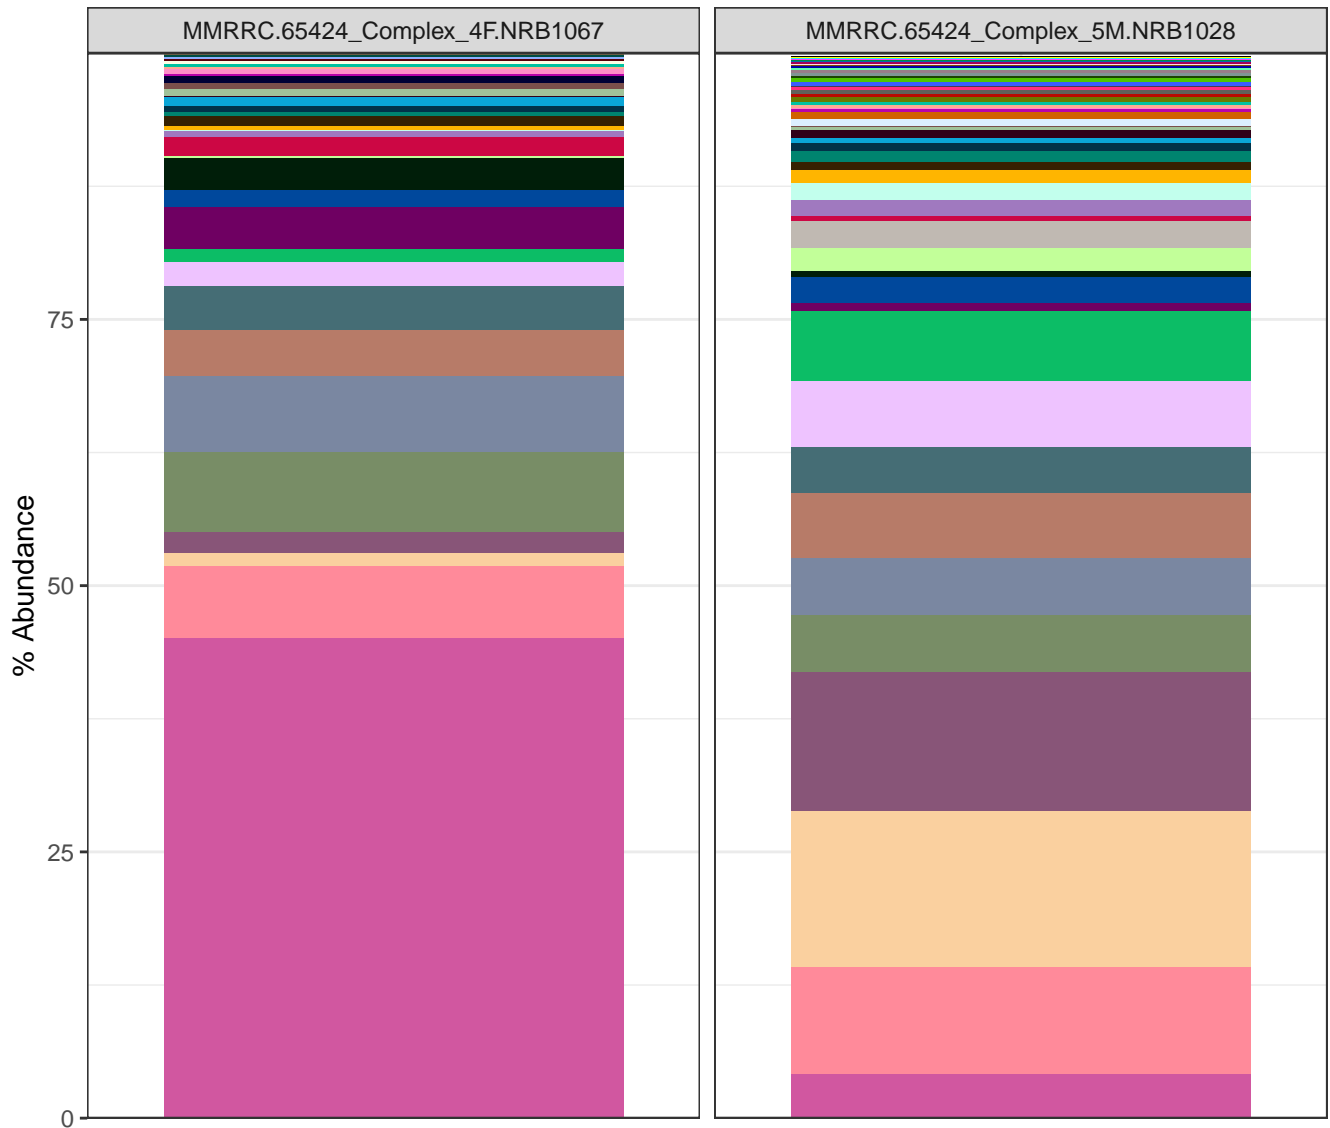 MMRRC.65424_Complex_4F.NRB1067
MMRRC.65424_Complex_5M.NRB1028
% Abundance
75
50
25
0